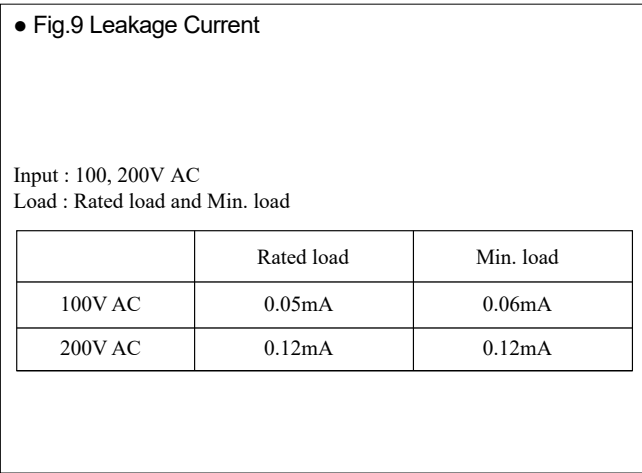 ● Fig.9 Leakage Current
Input : 100, 200V AC
Load : Rated load and Min. load
Rated load Min. load
100V AC 0.05mA 0.06mA
200V AC 0.12mA 0.12mA